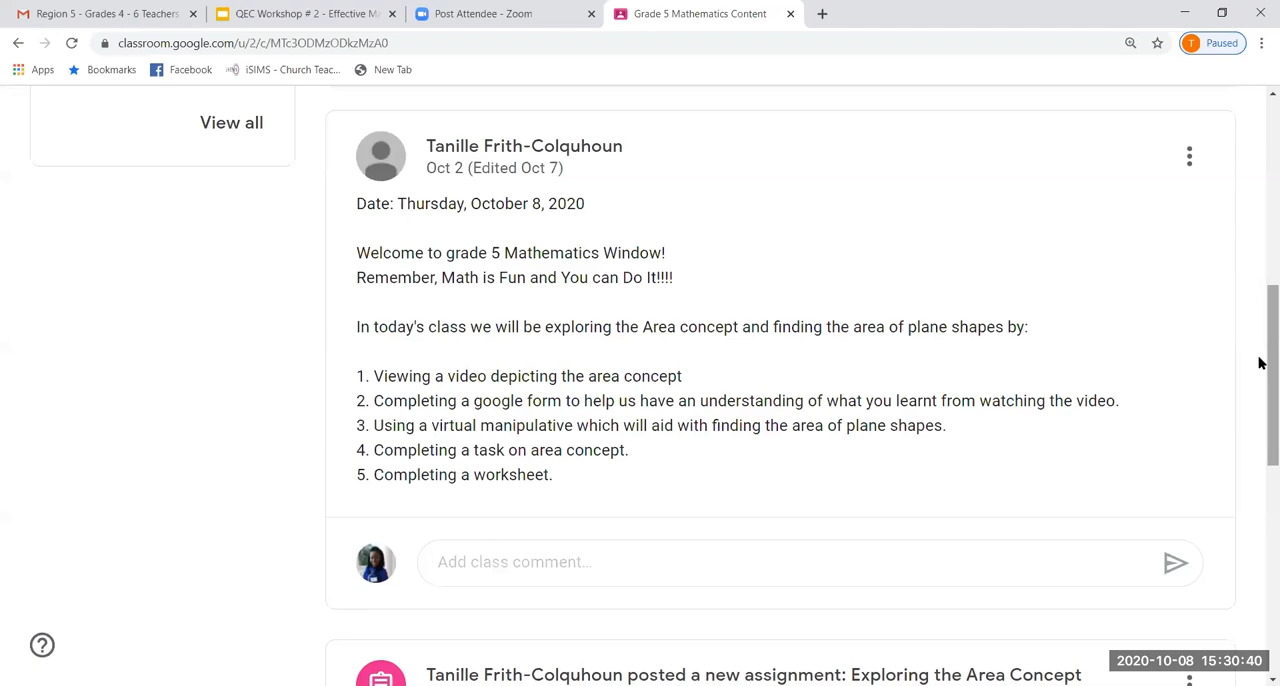 Region 5 - Grades 4 - 6 Teachers
QEC Workshop # 2 - Effective M
Post Attendee - Zoom
Grade 5 Mathematics Content
classroom.google.com/u/2/c/MTc3ODMzODkzMzA0
T
Paused
Apps
Bookmarks
Facebook
iSIMS - Church Teac...
New Tab
View all
Tanille Frith-Colquhoun
Oct 2 (Edited Oct 7)
Date: Thursday, October 8, 2020
Welcome to grade 5 Mathematics Window!
Remember, Math is Fun and You can Do It!!!!
In today's class we will be exploring the Area concept and finding the area of plane shapes by:
1. Viewing a video depicting the area concept
2. Completing a google form to help us have an understanding of what you learnt from watching the video.
3. Using a virtual manipulative which will aid with finding the area of plane shapes.
4. Completing a task on area concept.
5. Completing a worksheet.
Add class comment...
Tanille Frith-Colquhoun posted a new assignment: Exploring the Area Concept
2020-10-08 15:30:40